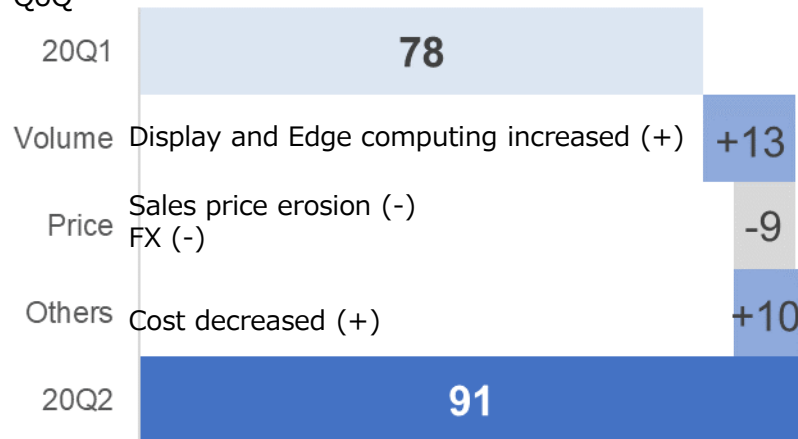 QoQ
20Q1 78
Volume Display and Edge computing increased (+) +13
Sales price erosion (-)
Price FX (-) -9
Others Cost decreased (+) +10
20Q2 91